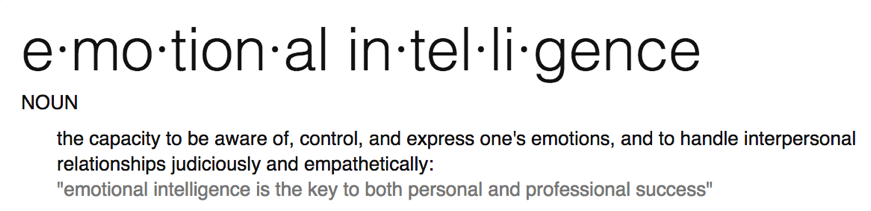 e·mo·tion·al in·tel·li·gence
NOUN
the capacity to be aware of, control, and express one's emotions, and to handle interpersonal
relationships judiciously and empathetically:
"emotional intelligence is the key to both personal and professional success"